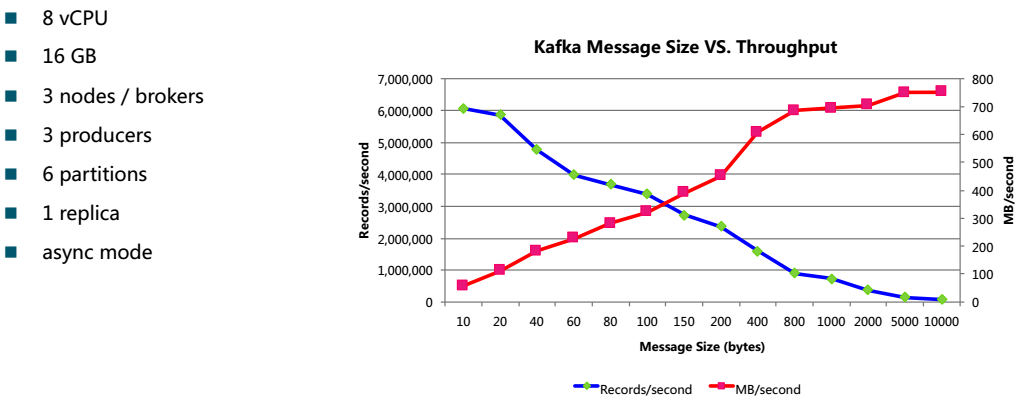 8 vCPU
16 GB
3 nodes / brokers
3 producers
6 partitions
1 replica
async mode
Kafka Message Size VS. Throughput
7,000,000
6,000,000
5,000,000
4,000,000
3,000,000
2,000,000
1,000,000
0
Records/second
800
700
600
500
400
300
200
100
0
MB/second
10 20 40 60 80 100 150 200 400 800 1000 2000 5000 10000
Message Size (bytes)
Records/second MB/second